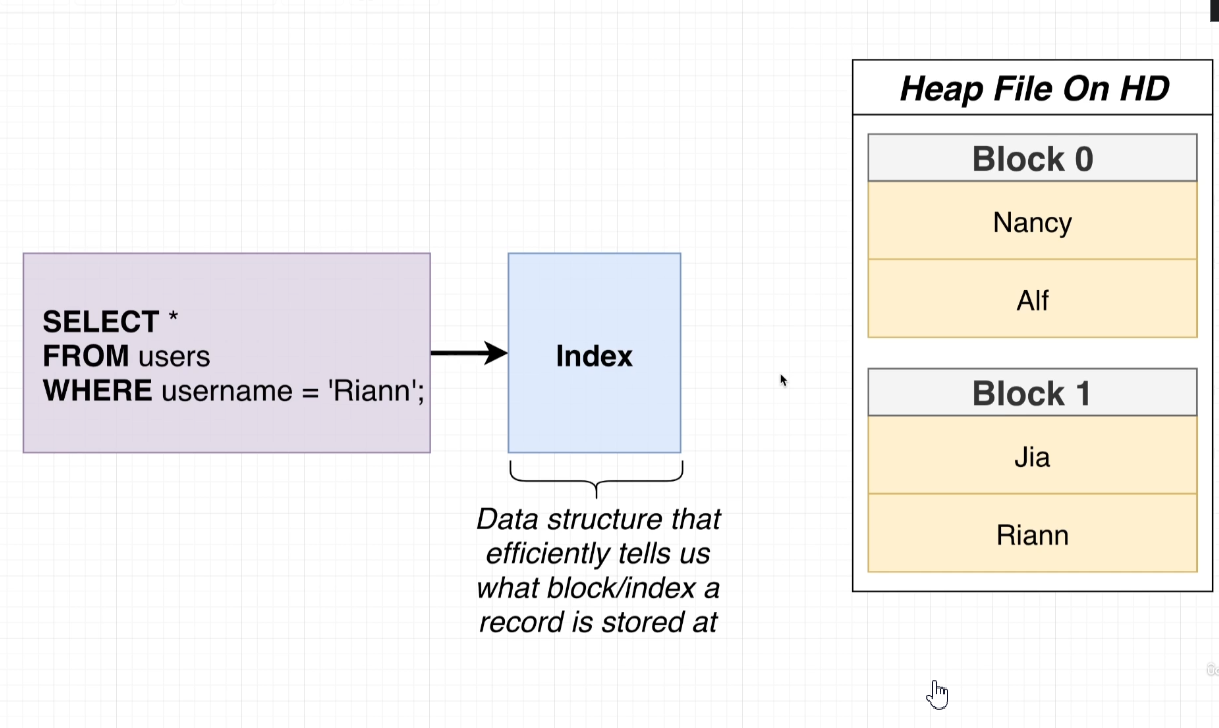 Heap File On HD
Block 0
Nancy
Alf
SELECT *
FROM users
WHERE username = 'Riann';
Index
Block 1
Jia
Riann
Data structure that
efficiently tells us
what block/index a
record is stored at